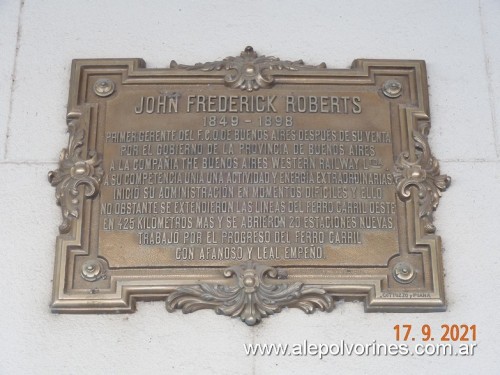 JOHN FREDERICK ROBERTS
1849 - 1898
PRIMER GERENTE DEL F.C.O. DE BUENOS AIRES DESPUES DE SU VENTA
POR EL GOBIERNO DE LA PROVINCIA DE BUENOS AIRES
A LA COMPAÑIA THE BUENOS AIRES WESTERN RAILWAY LTDA
A SU COMPETENCIA UNIA UNA ACTIVIDAD Y ENERGIA EXTRAORDINARIAS
INICIO SU ADMINISTRACION EN MOMENTOS DIFICILES Y ELLO
NO OBSTANTE SE EXTENDIERON LAS LINEAS DEL FERRO CARRIL OESTE
EN 425 KILOMETROS MAS Y SE ABRIERON 20 ESTACIONES NUEVAS
TRABAJO POR EL PROGRESO DEL FERRO CARRIL
CON AFANOSO Y LEAL EMPEÑO
17. 9. 2021
www.alepolvorines.com.ar